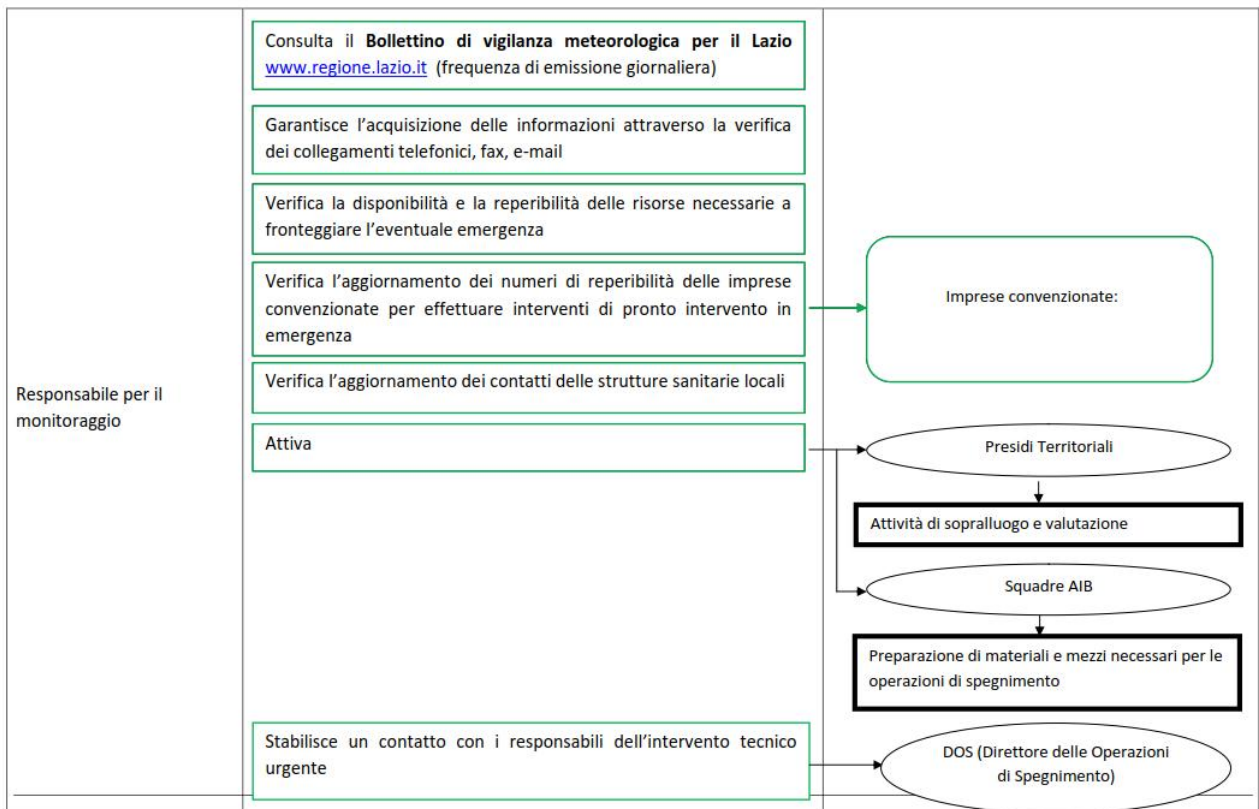 Consulta il Bollettino di vigilanza meteorologica per il Lazio
www.regione.lazio.it (frequenza di emissione giornaliera)
Garantisce l'acquisizione delle informazioni attraverso la verifica
dei collegamenti telefonici, fax, e-mail
Verifica la disponibilità e la reperibilità delle risorse necessarie a
fronteggiare l'eventuale emergenza
Verifica l'aggiornamento dei numeri di reperibilità delle imprese
convenzionate per effettuare interventi di pronto intervento in
emergenza
Imprese convenzionate:
Verifica l'aggiornamento dei contatti delle strutture sanitarie locali
Responsabile per il
monitoraggio
Attiva
Presidi Territoriali
Attività di sopralluogo e valutazione
Squadre AIB
Preparazione di materiali e mezzi necessari per le
operazioni di spegnimento
Stabilisce un contatto con i responsabili dell'intervento tecnico
urgente
DOS (Direttore delle Operazioni
di Spegnimento)